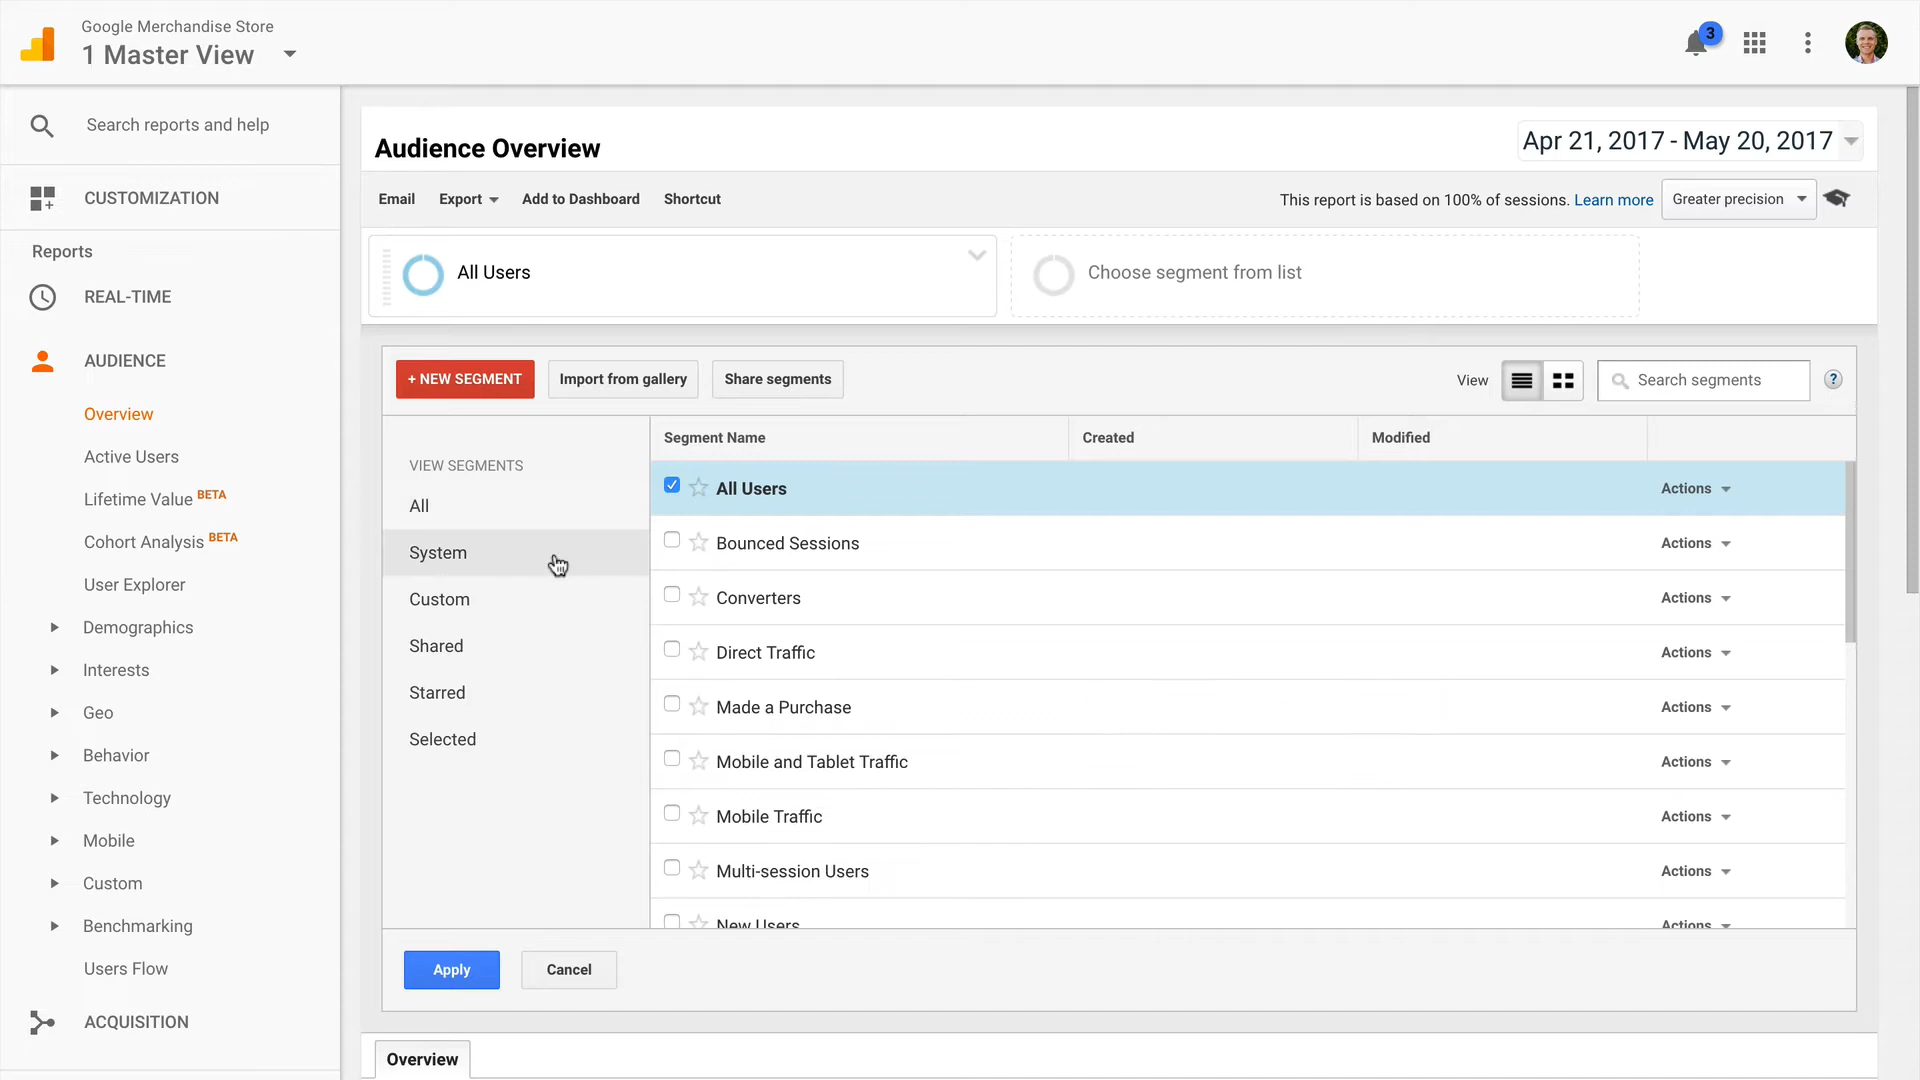 Google Merchandise Store
1 Master View
3
Search reports and help
CUSTOMIZATION
Reports
REAL-TIME
AUDIENCE
Overview
Active Users
Lifetime Value BETA
Cohort Analysis BETA
User Explorer
Demographics
Interests
Geo
Behavior
Technology
Mobile
Custom
Benchmarking
Users Flow
ACQUISITION
Audience Overview
Apr 21, 2017 - May 20, 2017
Email Export Add to Dashboard Shortcut
This report is based on 100% of sessions. Learn more Greater precision
All Users
Choose segment from list
+ NEW SEGMENT Import from gallery Share segments
View Search segments ?
VIEW SEGMENTS
All
System
Custom
Shared
Starred
Selected
Segment Name Created Modified
All Users Actions
Bounced Sessions Actions
Converters Actions
Direct Traffic Actions
Made a Purchase Actions
Mobile and Tablet Traffic Actions
Mobile Traffic Actions
Multi-session Users Actions
New Users Actions
Apply Cancel
Overview